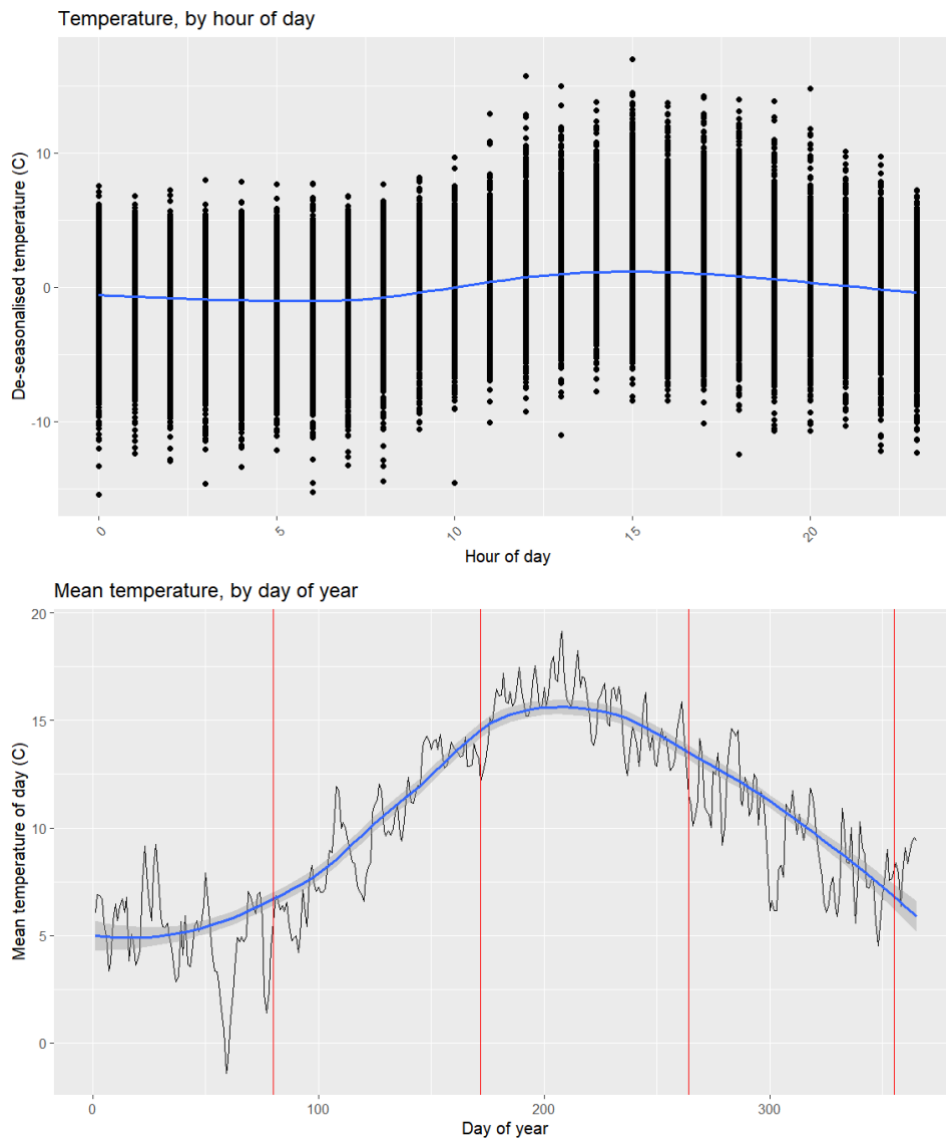 Temperature, by hour of day
De-seasonalised temperature (C)
10
0
-10
0
5
10
15
20
Hour of day
Mean temperature, by day of year
Mean temperature of day (C)
20
15
10
5
0
0
100
200
300
Day of year